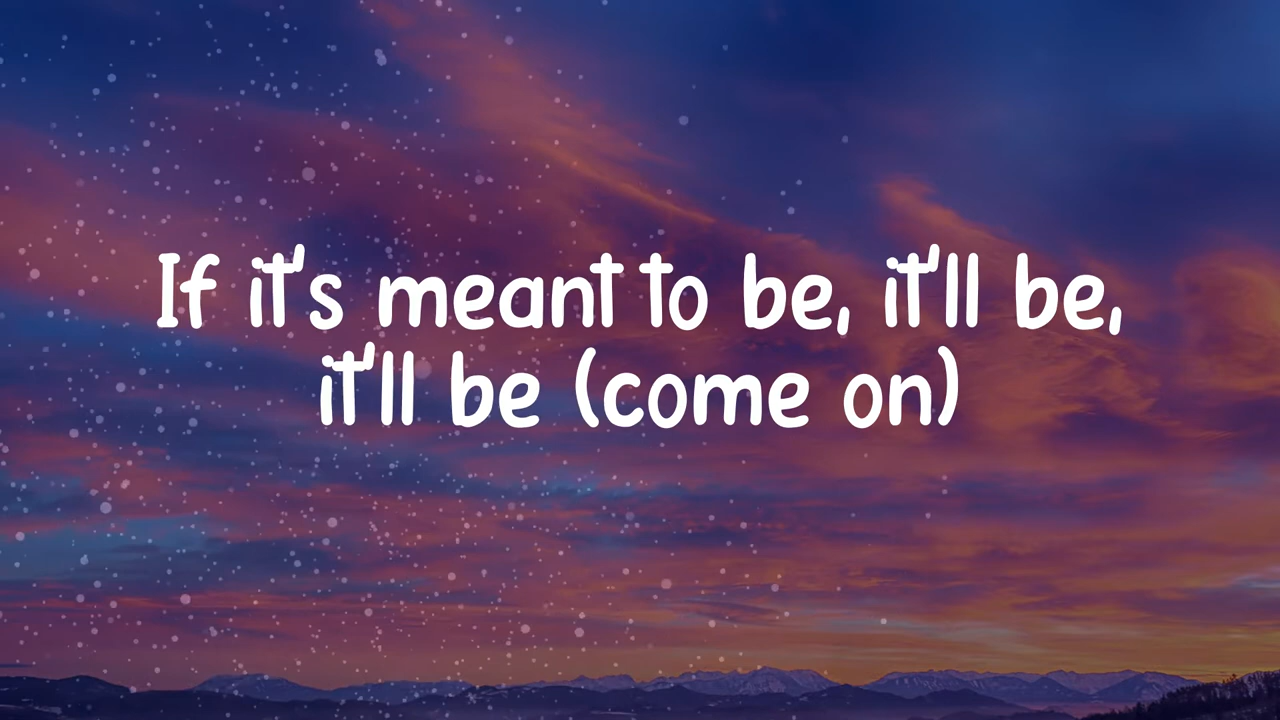 If it's meant to be, it'll be,
it'll be (come on)